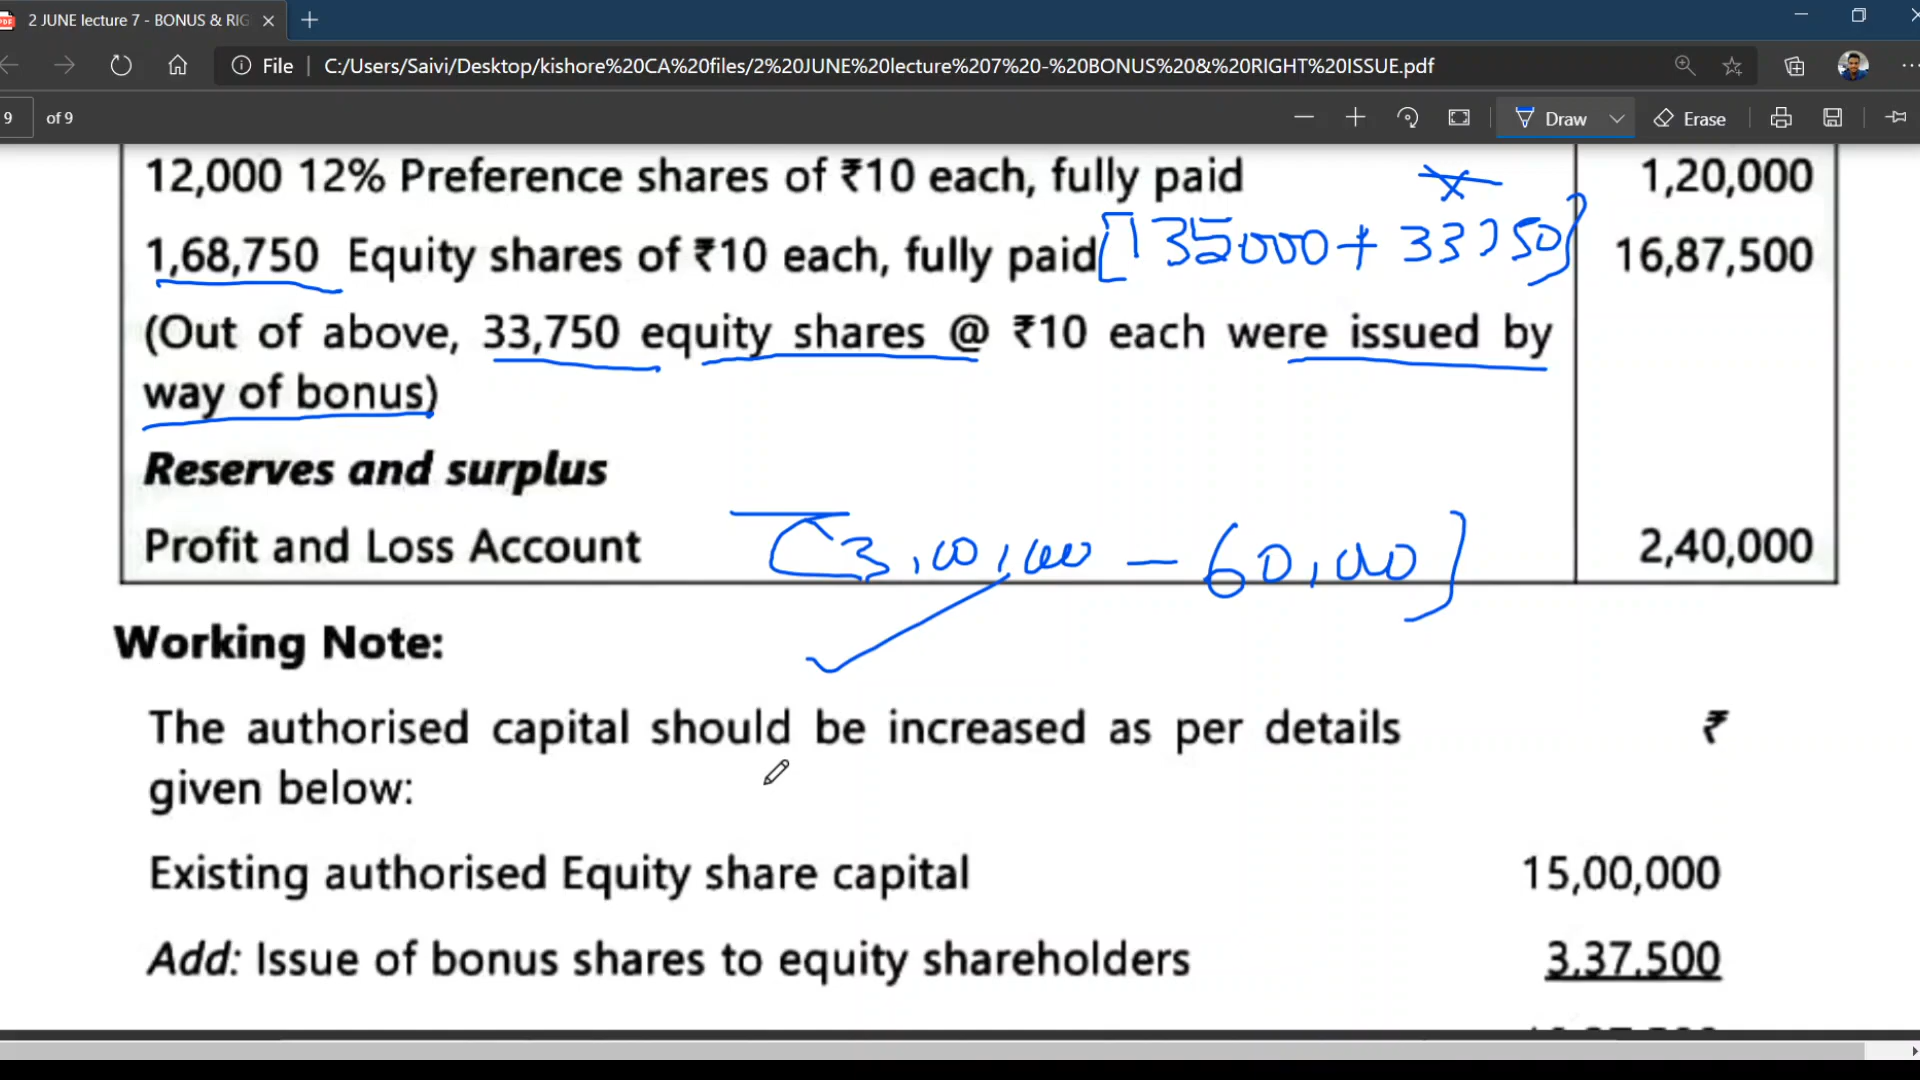 2 JUNE lecture 7 - BONUS & RIG
File C:/Users/Saivi/Desktop/kishore%20CA%20files/2%20JUNE%20lecture%207%20-%20BONUS%20&%20RIGHT%20ISSUE.pdf
9 of 9 Draw Erase
12,000 12% Preference shares of ₹10 each, fully paid 1,20,000
1,68,750 Equity shares of ₹10 each, fully paid [135000 + 33750] 16,87,500
(Out of above, 33,750 equity shares @ ₹10 each were issued by
way of bonus)
Reserves and surplus
Profit and Loss Account [3,00,000 - 60,000] 2,40,000
Working Note:
The authorised capital should be increased as per details ₹
given below:
Existing authorised Equity share capital 15,00,000
Add: Issue of bonus shares to equity shareholders 3,37,500